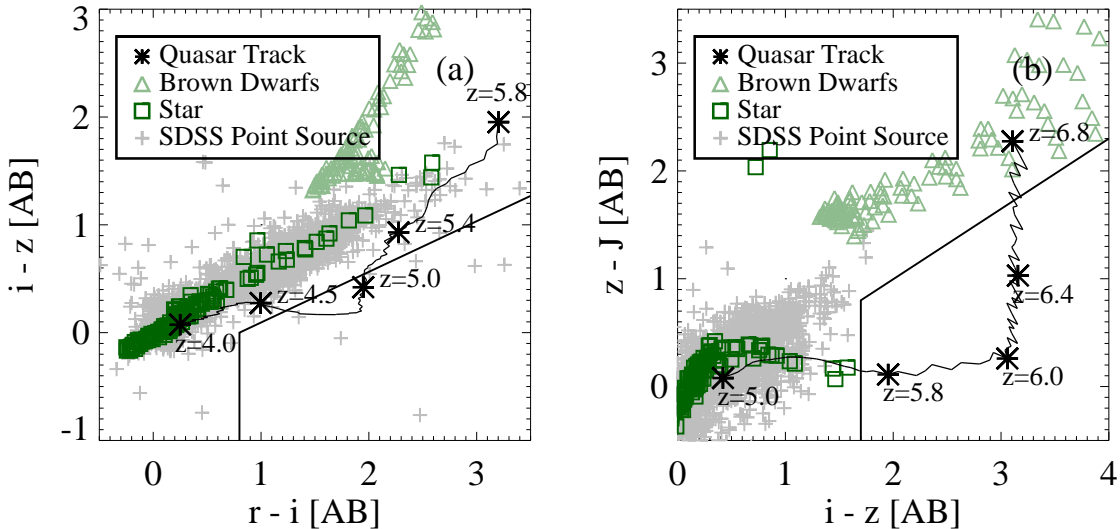 3
2
1
0
-1
i - z [AB]
Quasar Track
Brown Dwarfs
Star
SDSS Point Source
(a)
z=5.8
z=5.4
z=5.0
z=4.5
z=4.0
0
1
2
3
r - i [AB]
3
2
1
0
z - J [AB]
Quasar Track
Brown Dwarfs
Star
SDSS Point Source
(b)
z=6.8
z=6.4
z=6.0
z=5.8
z=5.0
0
1
2
3
4
i - z [AB]